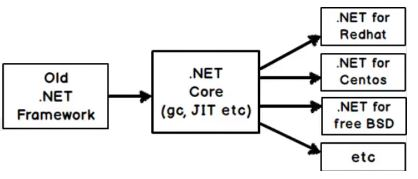 Old
.NET
Framework
.NET
Core
(gc, JIT etc)
.NET for
Redhat
.NET for
Centos
.NET for
free BSD
etc